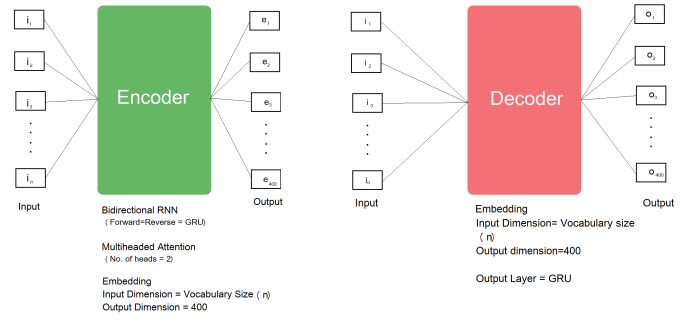 i1
i2
i3
in
Input
Encoder
e1
e2
e3
e400
Output
Bidirectional RNN
( Forward=Reverse = GRU)
Multiheaded Attention
( No. of heads = 2)
Embedding
Input Dimension = Vocabulary Size ( n)
Output Dimension = 400
i1
i2
i3
in
Input
Decoder
o1
o2
o3
o400
Output
Embedding
Input Dimension= Vocabulary size
( n)
Output dimension=400
Output Layer = GRU